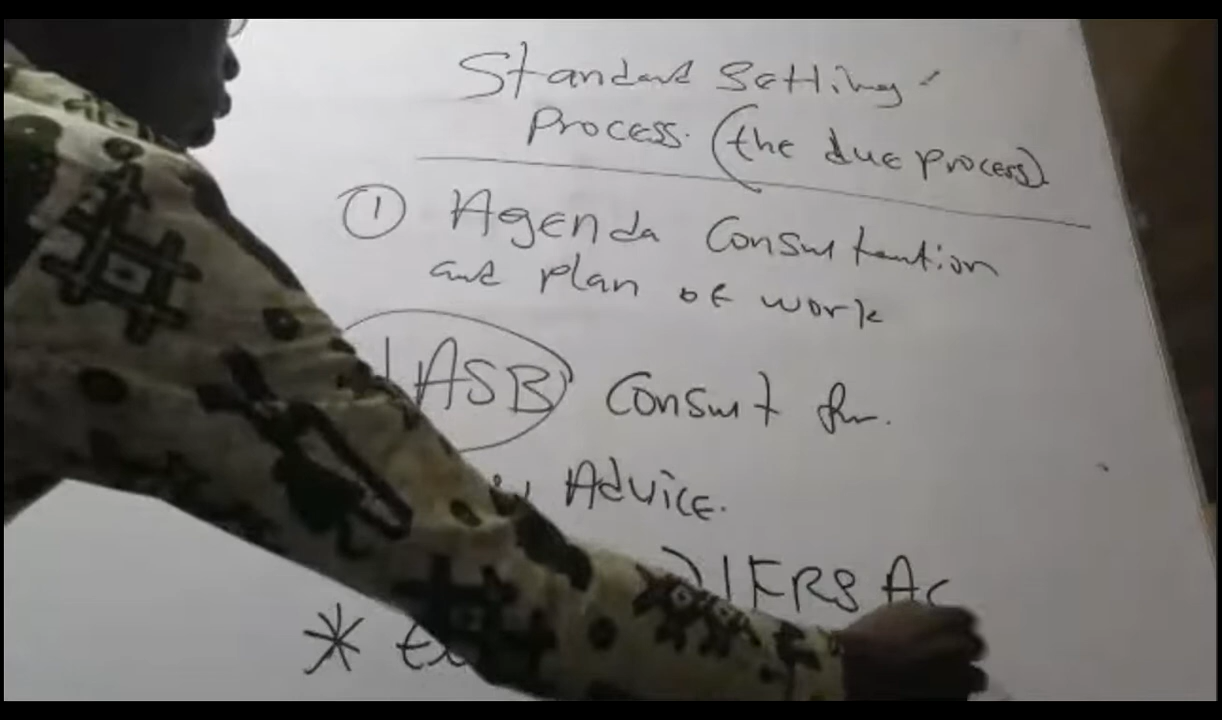 Standard Setting
Process. (the due process).
① Agenda Consultation
and plan of work
IASB Consult for
Advice.
) IFRS AC
*